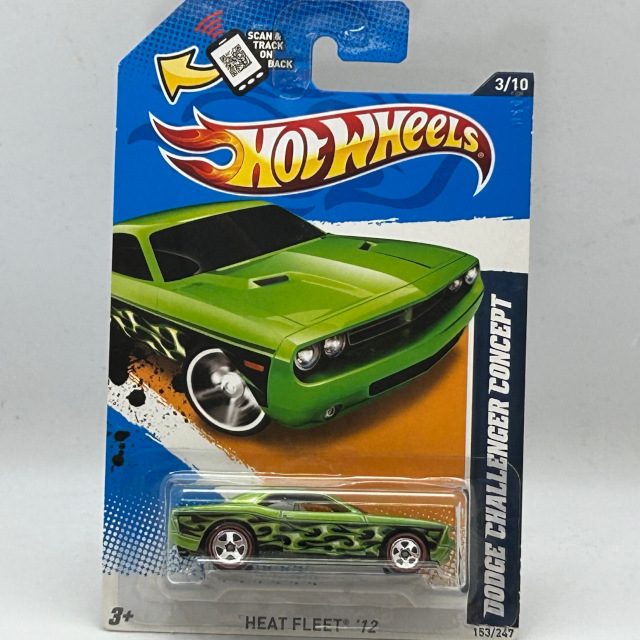 SCAN &
TRACK
ON
BACK
3/10
HOT WHEELS®
DODGE CHALLENGER CONCEPT
3+
HEAT FLEET® '12
153/247